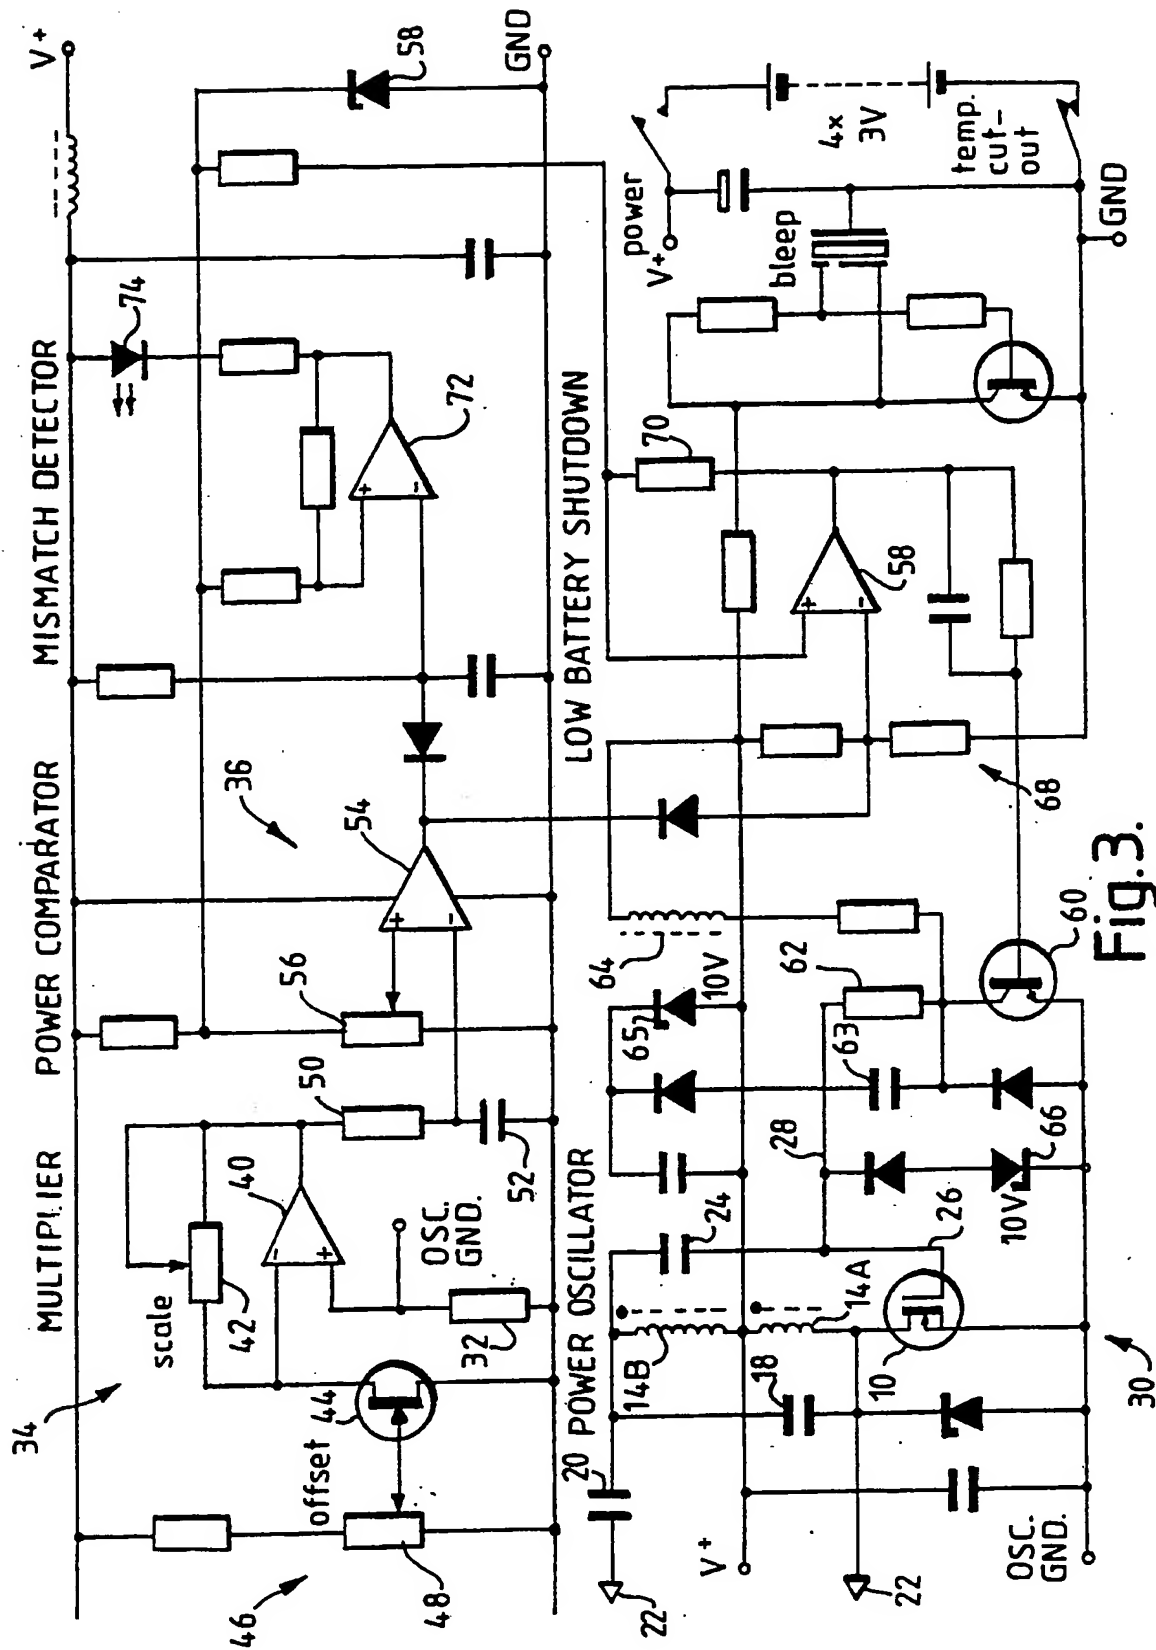 MULTIPLIER
POWER COMPARATOR
MISMATCH DETECTOR
V+
34
scale
42
40
50
56
54
36
74
72
58
GND
46
offset
48
44
32
OSC.
GND.
52
20
POWER OSCILLATOR
LOW BATTERY SHUTDOWN
22
V+
22
OSC.
GND.
14B
18
14A
10
24
26
28
10V
66
65
63
10V
64
62
60
68
58
70
bleep
power
V+
4x
3V
temp.
cut-
out
GND
30
Fig.3.